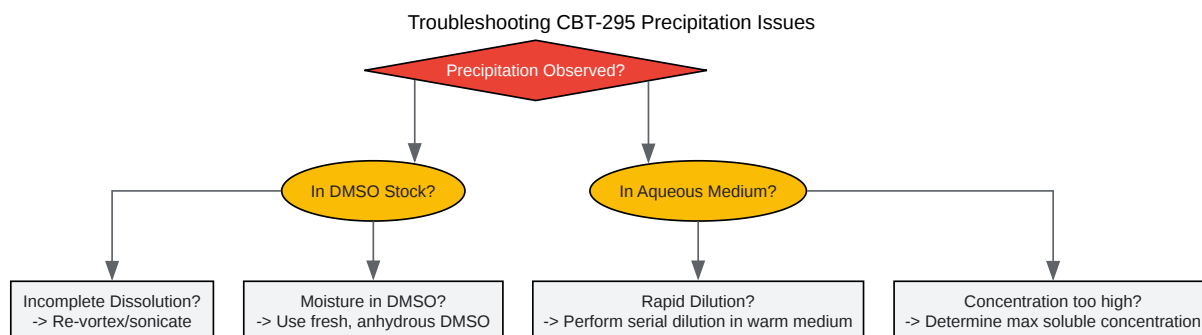 Troubleshooting CBT-295 Precipitation Issues
Precipitation Observed?
In DMSO Stock?
In Aqueous Medium?
Incomplete Dissolution?
-> Re-vortex/sonicate
Moisture in DMSO?
-> Use fresh, anhydrous DMSO
Rapid Dilution?
-> Perform serial dilution in warm medium
Concentration too high?
-> Determine max soluble concentration